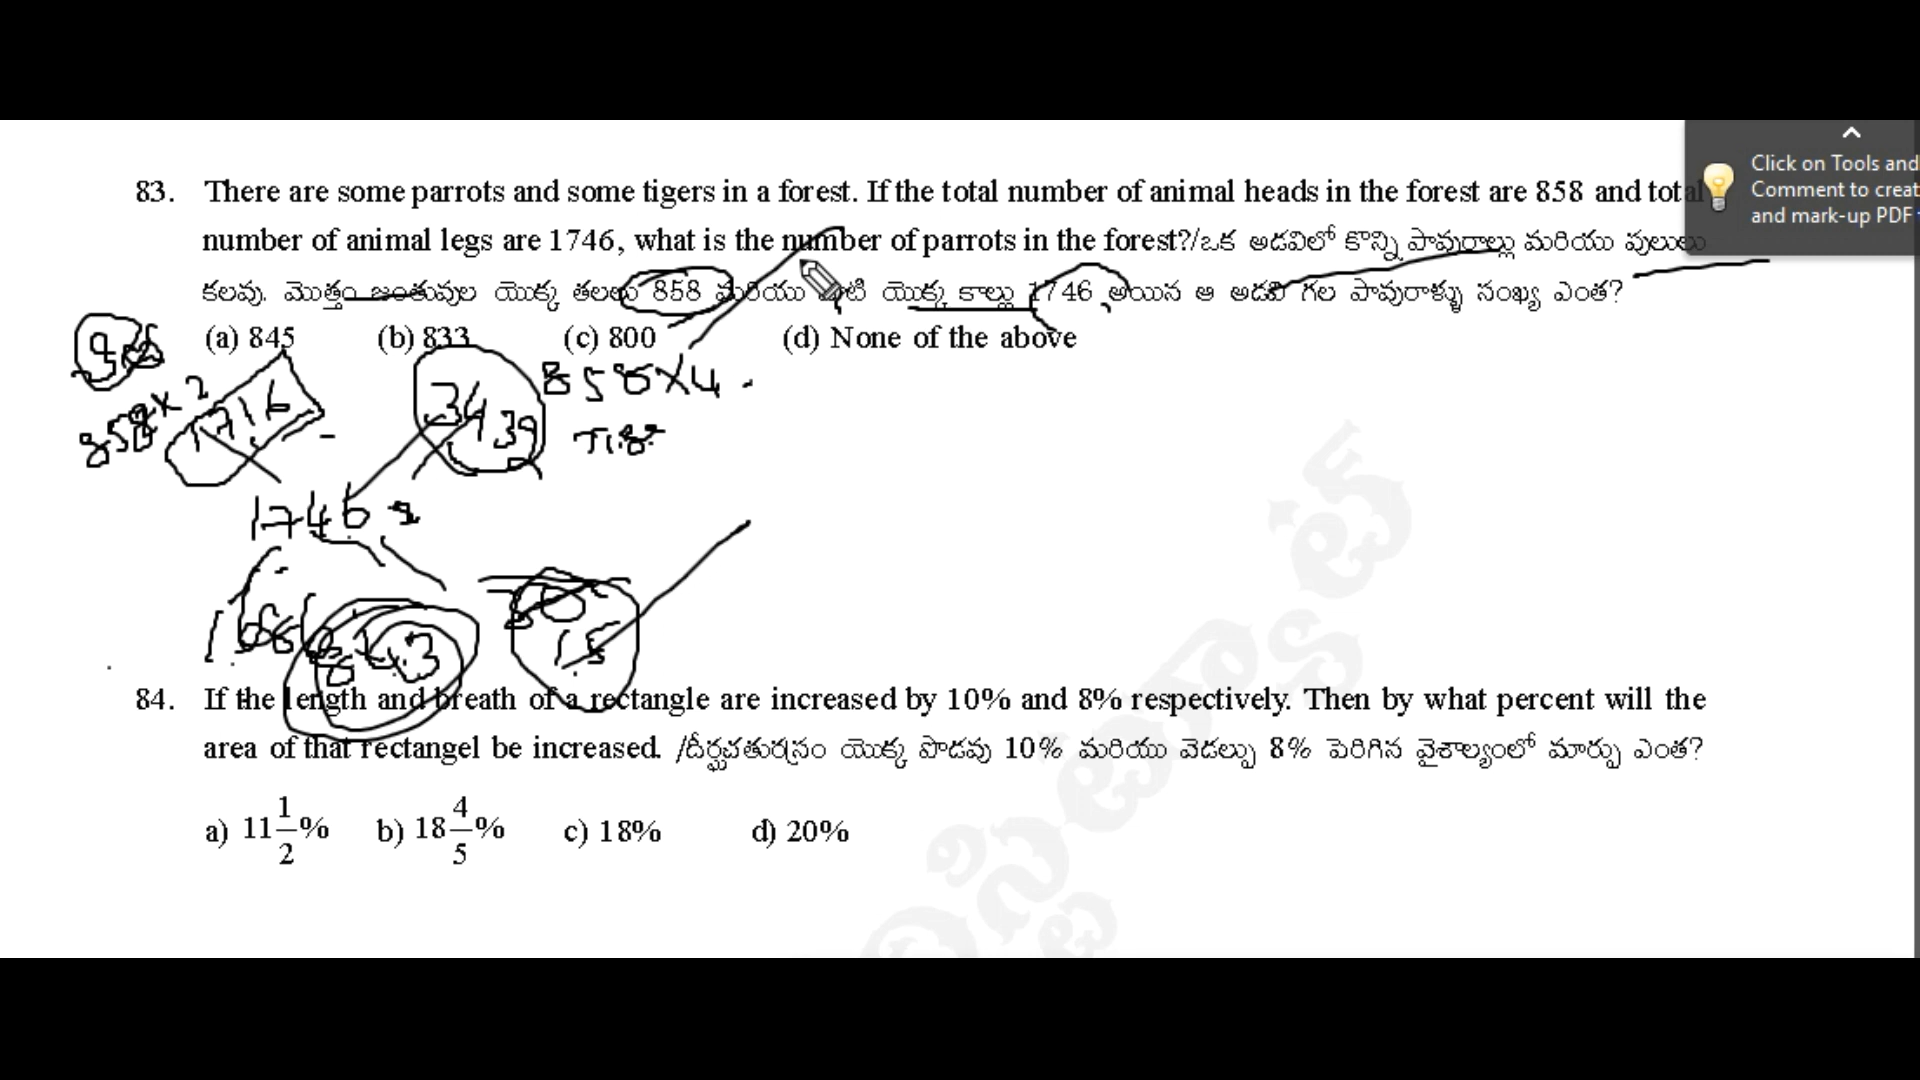 83. There are some parrots and some tigers in a forest. If the total number of animal heads in the forest are 858 and total
number of animal legs are 1746, what is the number of parrots in the forest?/ఒక అడవిలో కొన్ని పావురాల్లు మరియు పులులు
కలవు. మొత్తం జంతువుల యొక్క తలలు 858 మరియు వాటి యొక్క కాల్లు 1746 అయిన ఆ అడవి గల పావురాళ్ళు సంఖ్య ఎంత?
(a) 845 (b) 833 (c) 800 (d) None of the above
858 × 2 1716 858×4
1746
15
84. If the length and breath of a rectangle are increased by 10% and 8% respectively. Then by what percent will the
area of that rectangel be increased. /దీర్ఘచతురస్రం యొక్క పొడవు 10% మరియు వెడల్పు 8% పెరిగిన వైశాల్యంలో మార్పు ఎంత?
a) 11 1/2% b) 18 4/5% c) 18% d) 20%
Click on Tools and
Comment to creat
and mark-up PDF